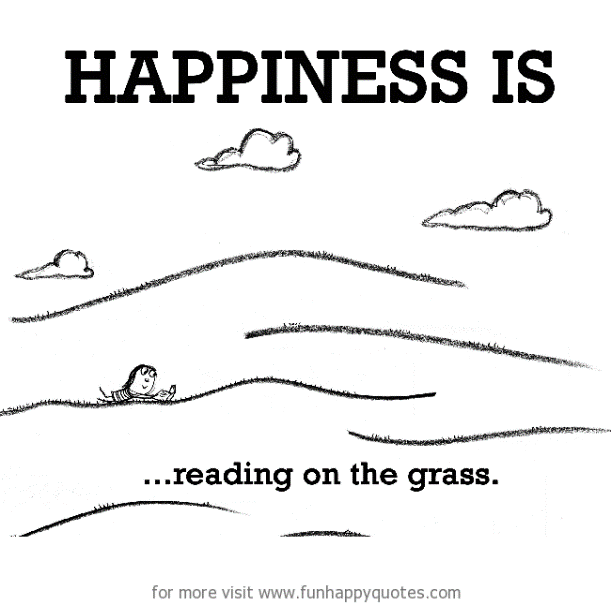 HAPPINESS IS
...reading on the grass.
for more visit www.funhappyquotes.com